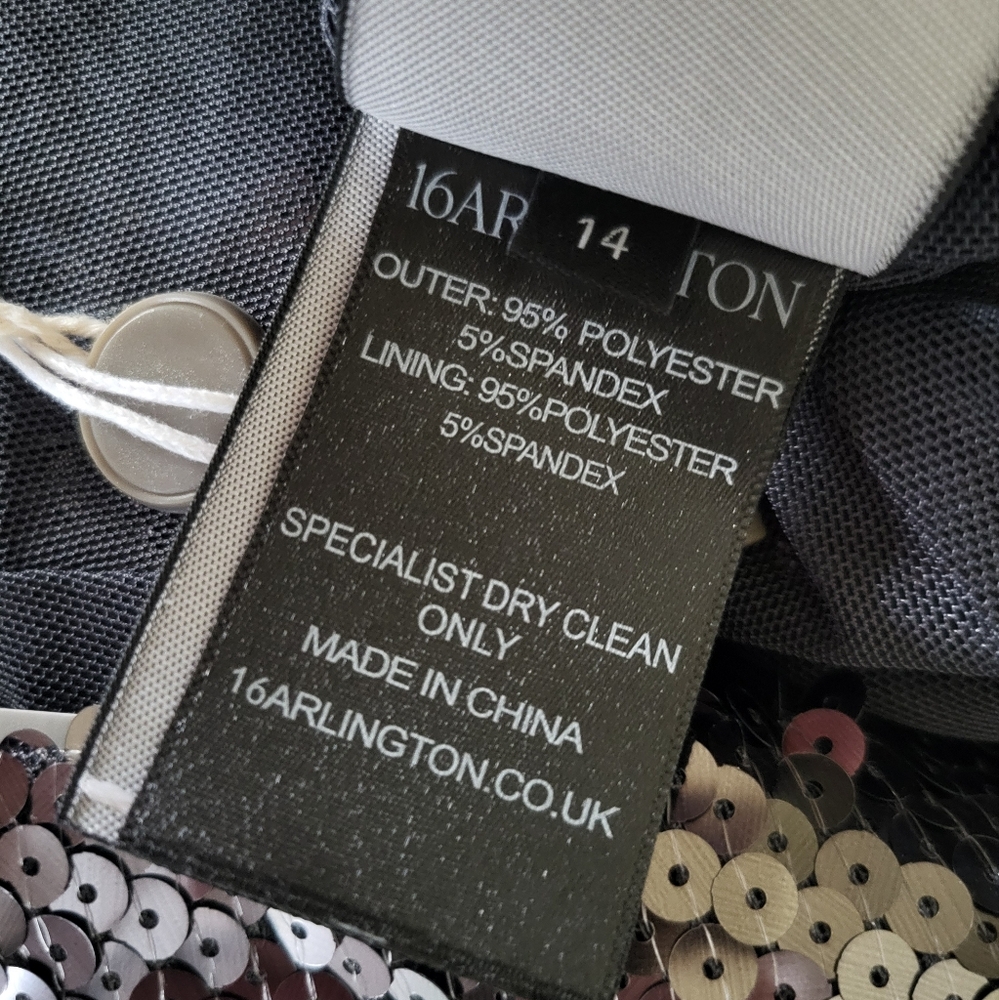 16AR 14 TON
OUTER: 95% POLYESTER
5%SPANDEX
LINING: 95%POLYESTER
5%SPANDEX
SPECIALIST DRY CLEAN
ONLY
MADE IN CHINA
16ARLINGTON.CO.UK